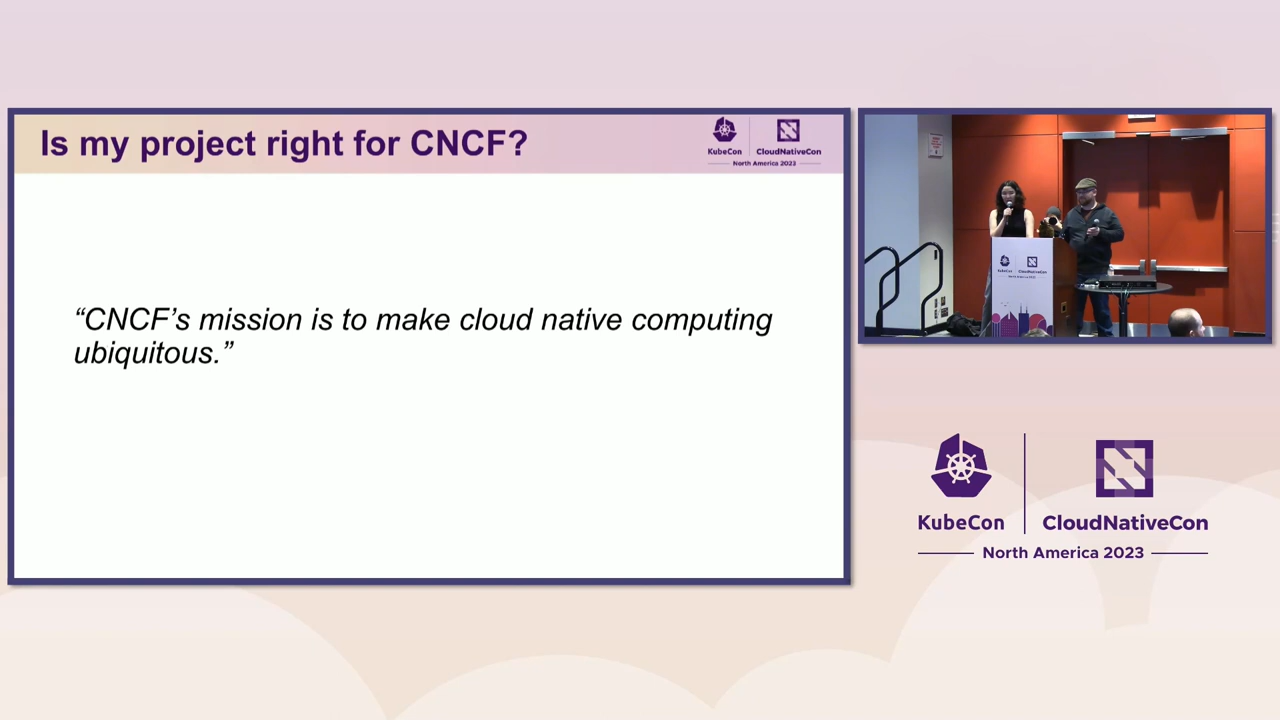 Is my project right for CNCF?
KubeCon
CloudNativeCon
North America 2023
“CNCF’s mission is to make cloud native computing
ubiquitous.”
KubeCon
CloudNativeCon
North America 2023